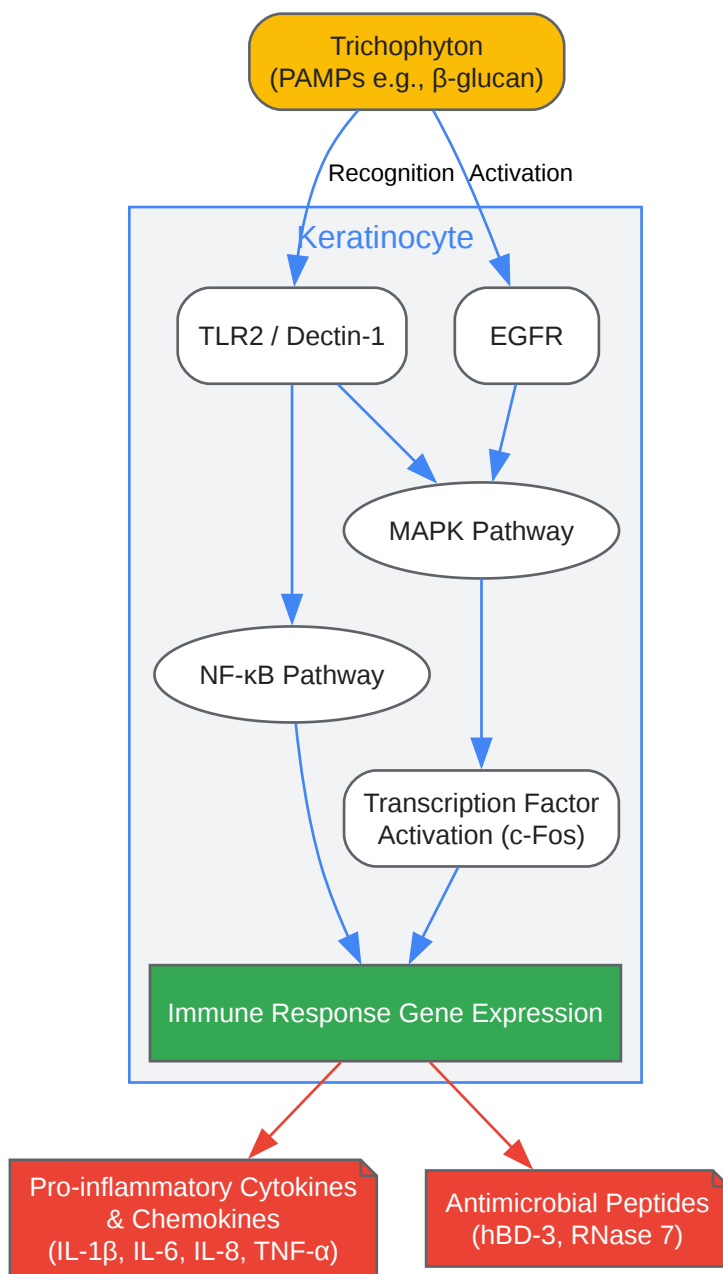 Trichophyton
(PAMPs e.g., β-glucan)
Recognition
Activation
Keratinocyte
TLR2 / Dectin-1
EGFR
MAPK Pathway
NF-κB Pathway
Transcription Factor
Activation (c-Fos)
Immune Response Gene Expression
Pro-inflammatory Cytokines
& Chemokines
(IL-1β, IL-6, IL-8, TNF-α)
Antimicrobial Peptides
(hBD-3, RNase 7)